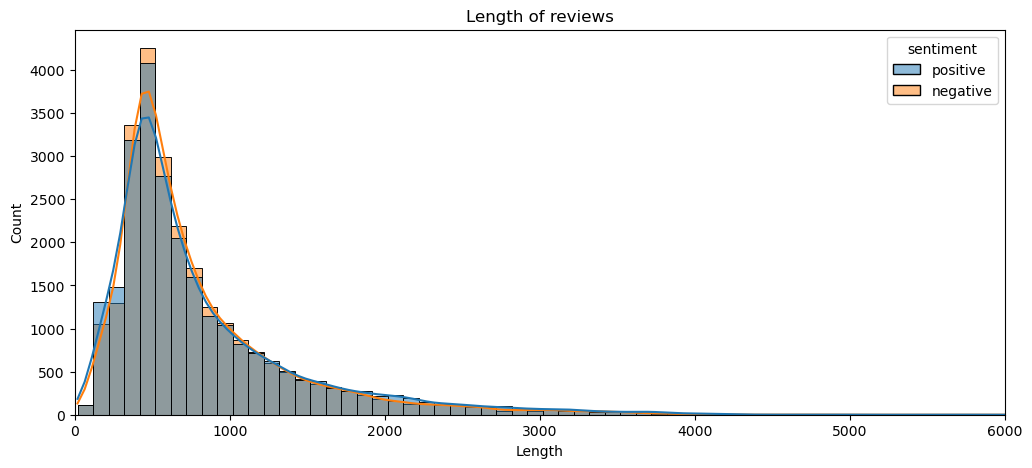 Length of reviews
sentiment
positive
negative
Count
4000
3500
3000
2500
2000
1500
1000
500
0
0 1000 2000 3000 4000 5000 6000
Length